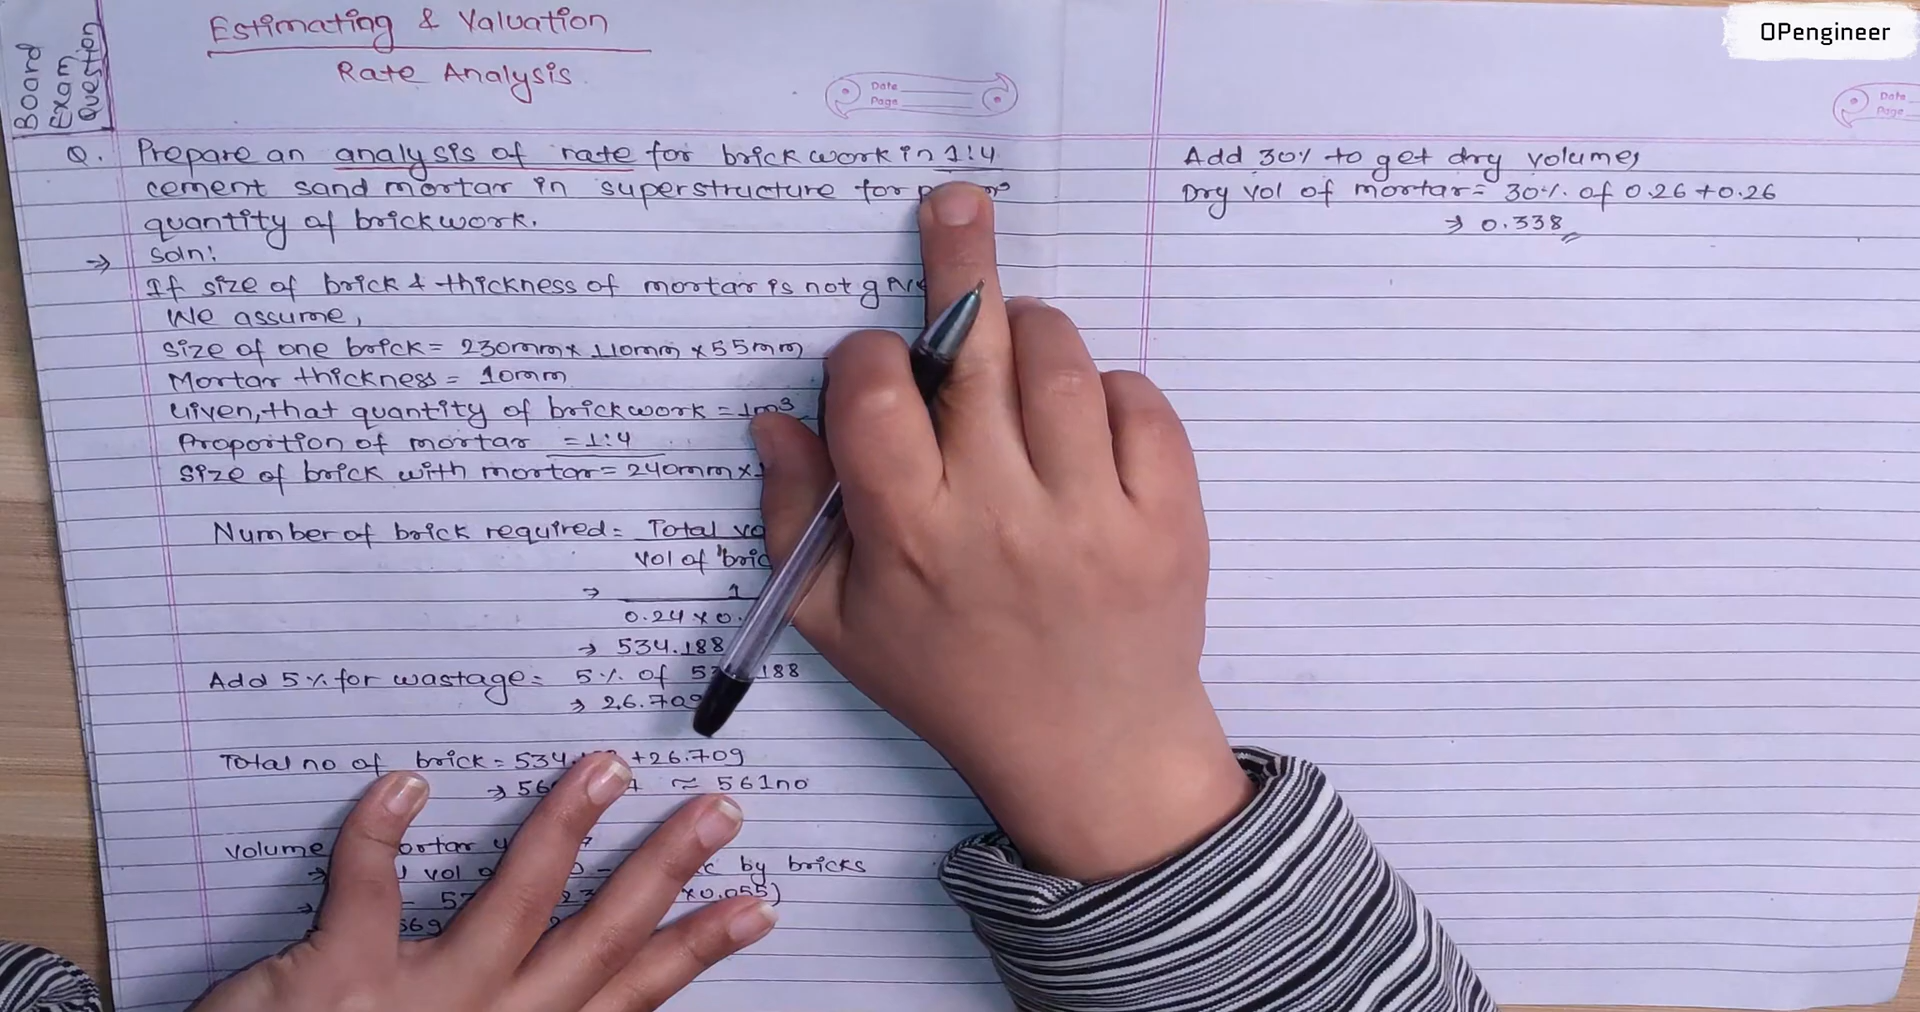 OPengineer
Board
Exam
Question
Estimating & Valuation
Rate Analysis
Date
Page
Q. Prepare an analysis of rate for brick work in 1:4
cement sand mortar in superstructure for
quantity of brickwork.
→ Soln:
If size of brick & thickness of mortar is not
We assume,
Size of one brick = 230mm x 110mm x 55mm
Mortar thickness = 10mm
Given, that quantity of brickwork = 1m³
Proportion of mortar = 1:4
Size of brick with mortar = 240mm x
Number of brick required = Total
Vol of
→ 1
0.24 x 0.
→ 534.188
Add 5% for wastage = 5% of 188
→ 26.709
Total no of brick = 534. +26.709
→ ≈ 561no
Volume
vol by bricks
x0.055)
Date
Page
Add 30% to get dry volume,
Dry vol of mortar = 30% of 0.26 + 0.26
→ 0.338